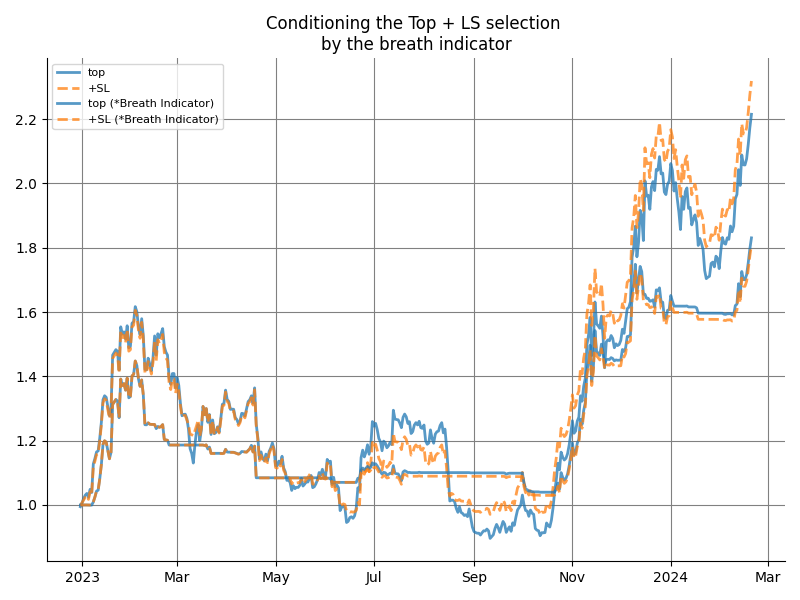 Conditioning the Top + LS selection
by the breath indicator
top
+SL
top (*Breath Indicator)
+SL (*Breath Indicator)
2.2
2.0
1.8
1.6
1.4
1.2
1.0
2023
Mar
May
Jul
Sep
Nov
2024
Mar